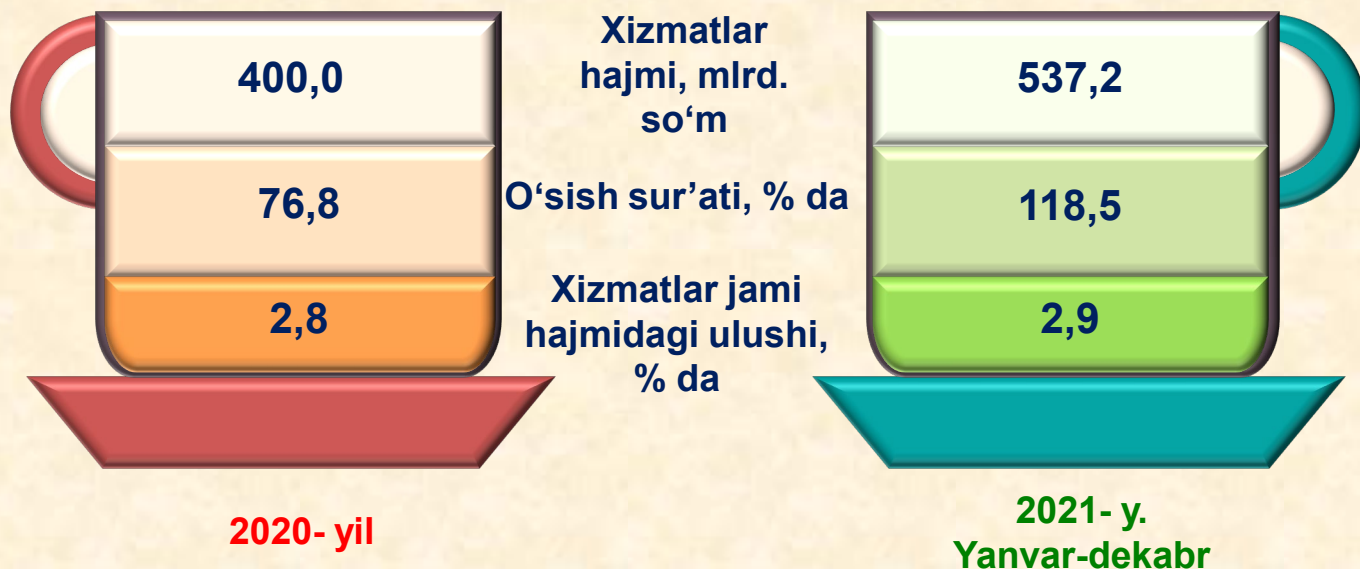 400,0
76,8
2,8
2020- yil
Xizmatlar
hajmi, mlrd.
so‘m
O‘sish sur’ati, % da
Xizmatlar jami
hajmidagi ulushi,
% da
537,2
118,5
2,9
2021- y.
Yanvar-dekabr